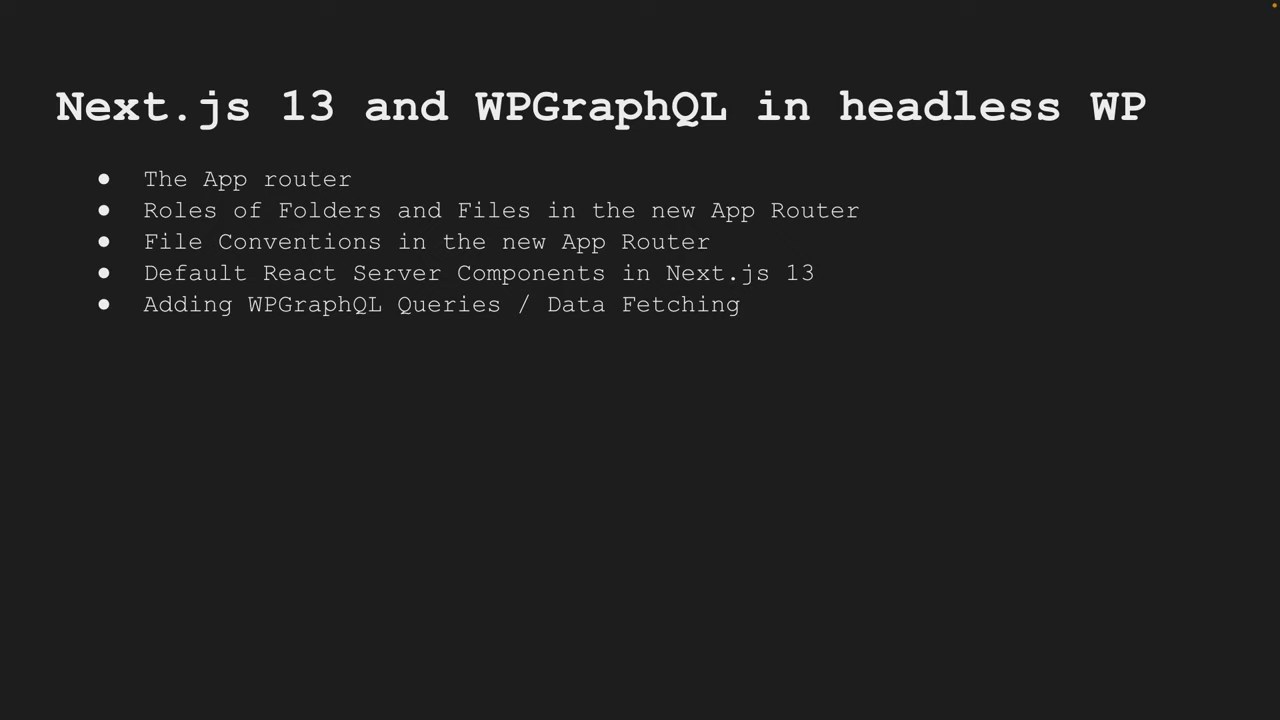 Next.js 13 and WPGraphQL in headless WP
● The App router
● Roles of Folders and Files in the new App Router
● File Conventions in the new App Router
● Default React Server Components in Next.js 13
● Adding WPGraphQL Queries / Data Fetching